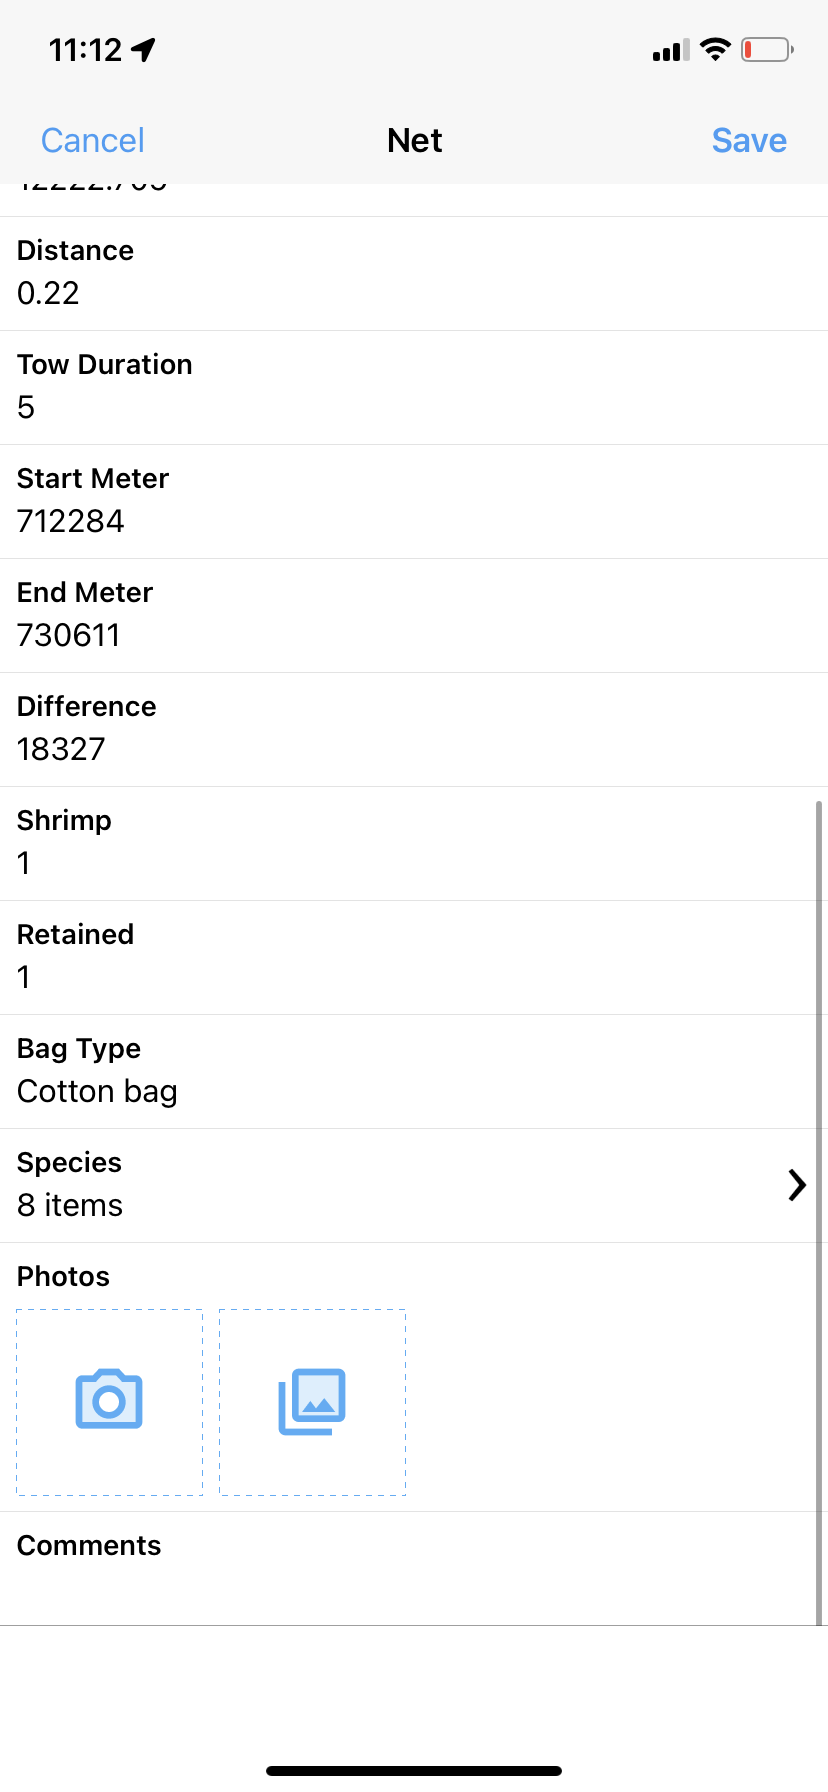 11:12
Cancel Net Save
Distance
0.22
Tow Duration
5
Start Meter
712284
End Meter
730611
Difference
18327
Shrimp
1
Retained
1
Bag Type
Cotton bag
Species
8 items
Photos
Comments